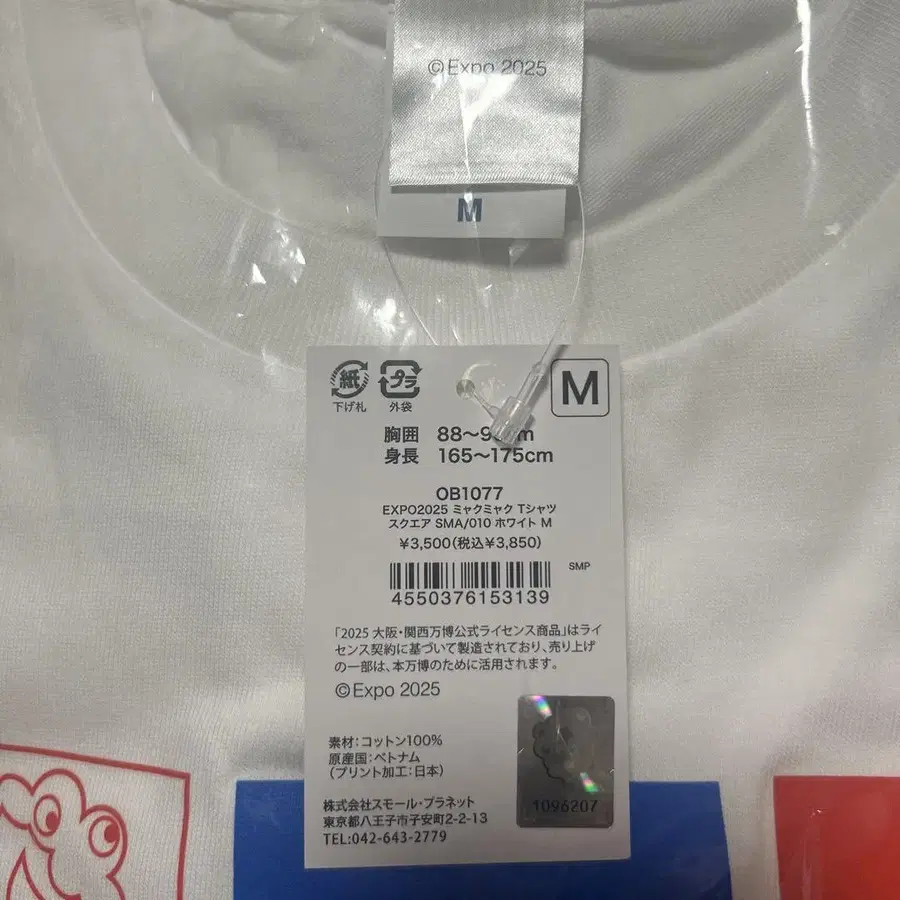 ©Expo 2025
M
紙
下げ札
プラ
外袋
M
胸囲 88～
身長 165～175cm
OB1077
EXPO2025 ミャクミャク Tシャツ
スクエア SMA/010 ホワイト M
¥3,500(税込¥3,850)
SMP
4550376153139
「2025 大阪・関西万博公式ライセンス商品」はライ
センス契約に基づいて製造されており、売り上げ
の一部は、本万博のために活用されます。
©Expo 2025
素材:コットン100%
原産国:ベトナム
(プリント加工:日本)
1096207
株式会社スモール・プラネット
東京都八王子市子安町2-2-13
TEL:042-643-2779